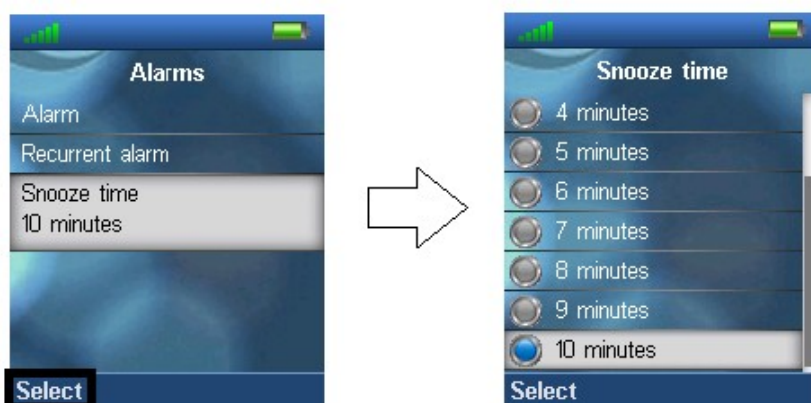 Alarms
Alarm
Recurrent alarm
Snooze time
10 minutes
Select
Snooze time
4 minutes
5 minutes
6 minutes
7 minutes
8 minutes
9 minutes
10 minutes
Select